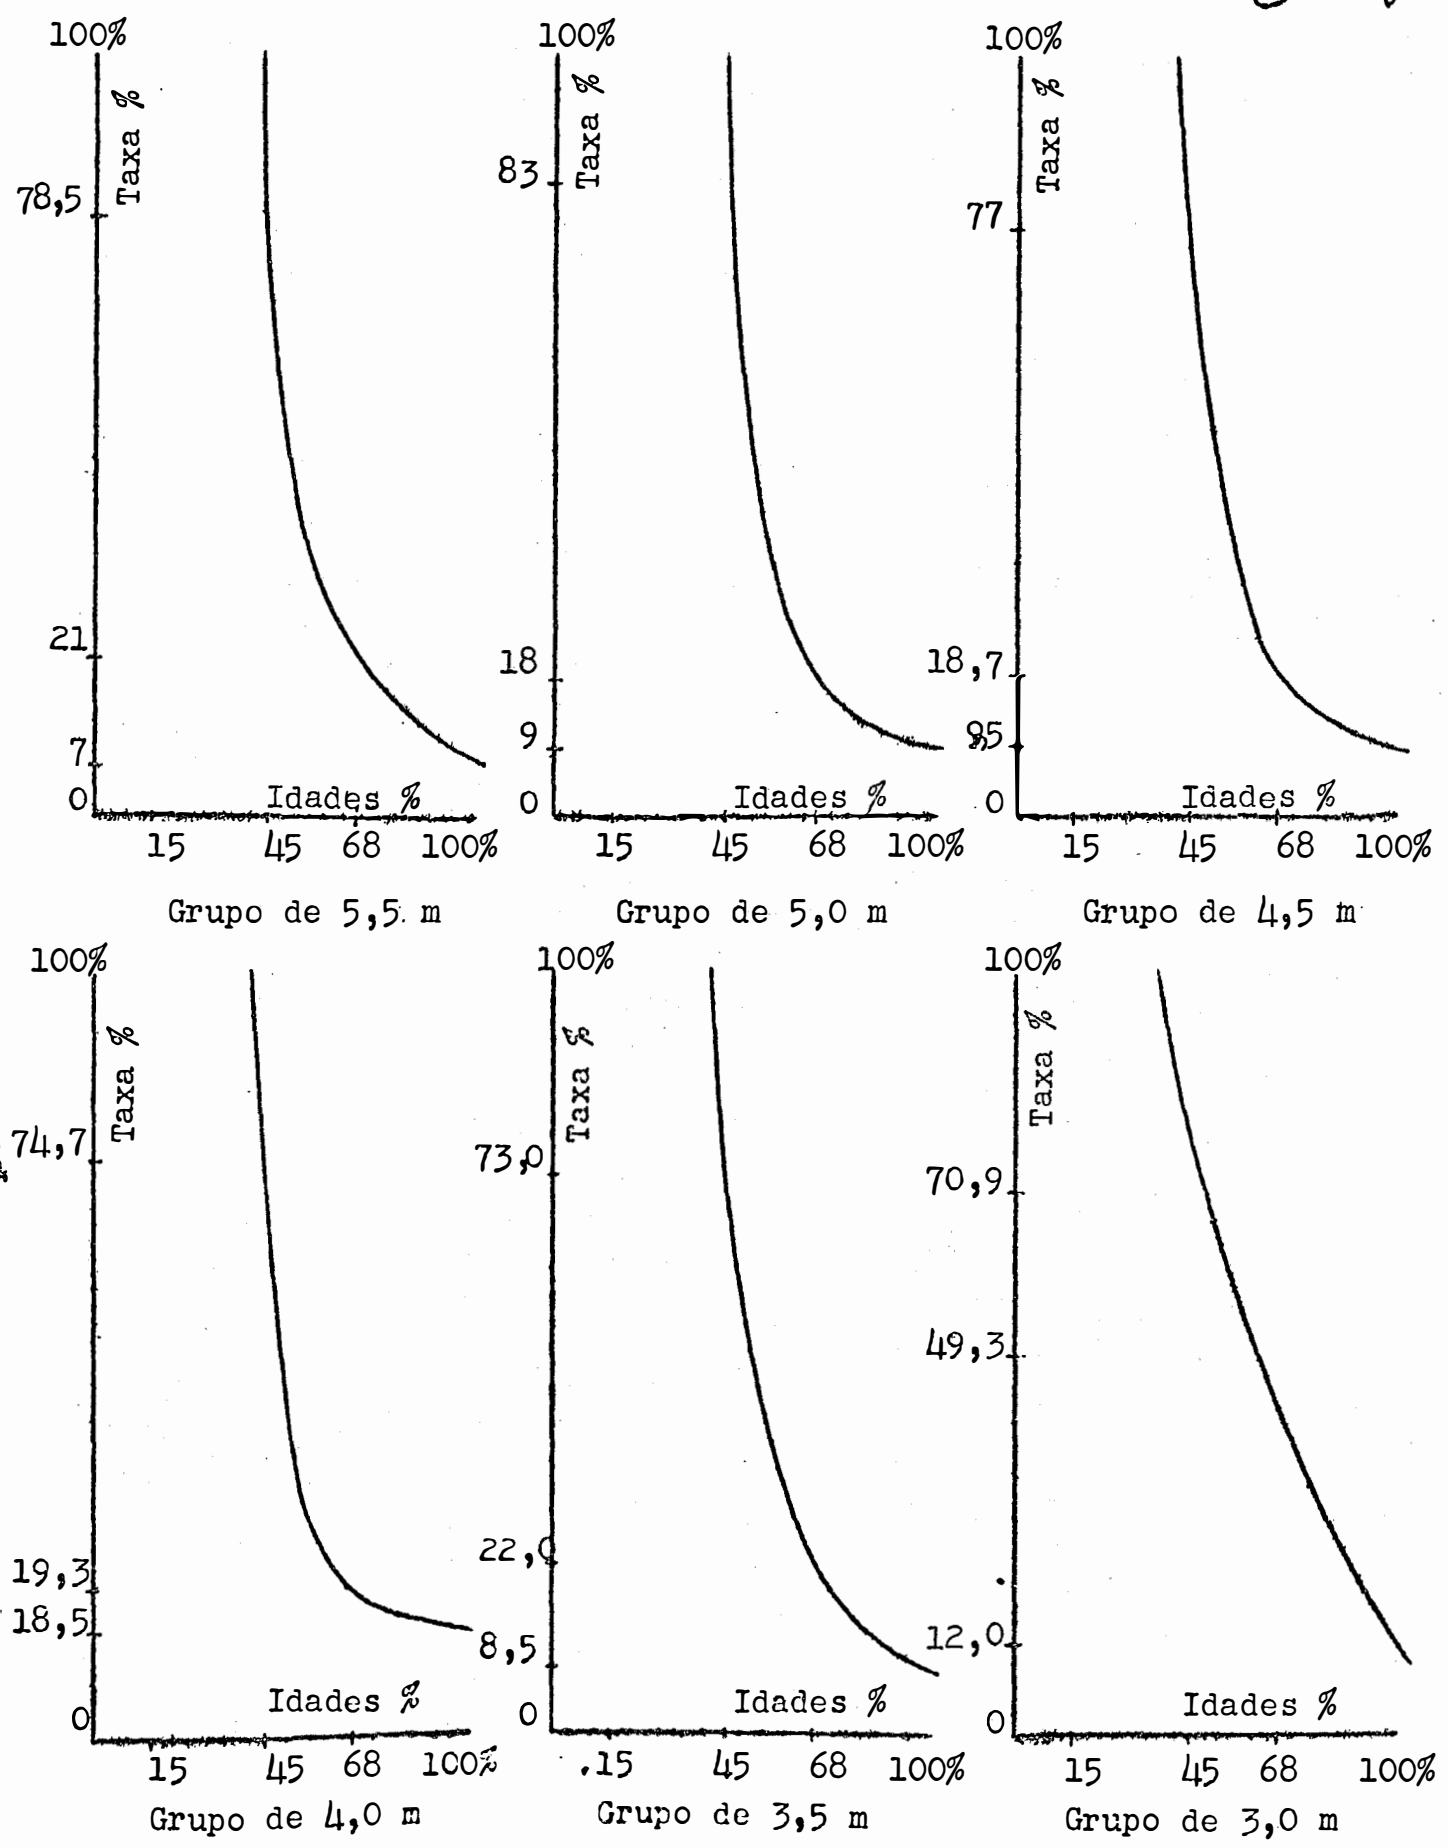 100%
Taxa %
78,5
21
7
0
Idades %
15 45 68 100%
Grupo de 5,5 m
100%
Taxa %
83
18
9
0
Idades %
15 45 68 100%
Grupo de 5,0 m
100%
Taxa %
77
18,7
0
Idades %
15 45 68 100%
Grupo de 4,5 m
100%
Taxa %
74,7
19,3
18,5
0
Idades %
15 45 68 100%
Grupo de 4,0 m
100%
Taxa %
73,0
22,0
8,5
0
Idades %
15 45 68 100%
Grupo de 3,5 m
100%
Taxa %
70,9
49,3
12,0
0
Idades %
15 45 68 100%
Grupo de 3,0 m